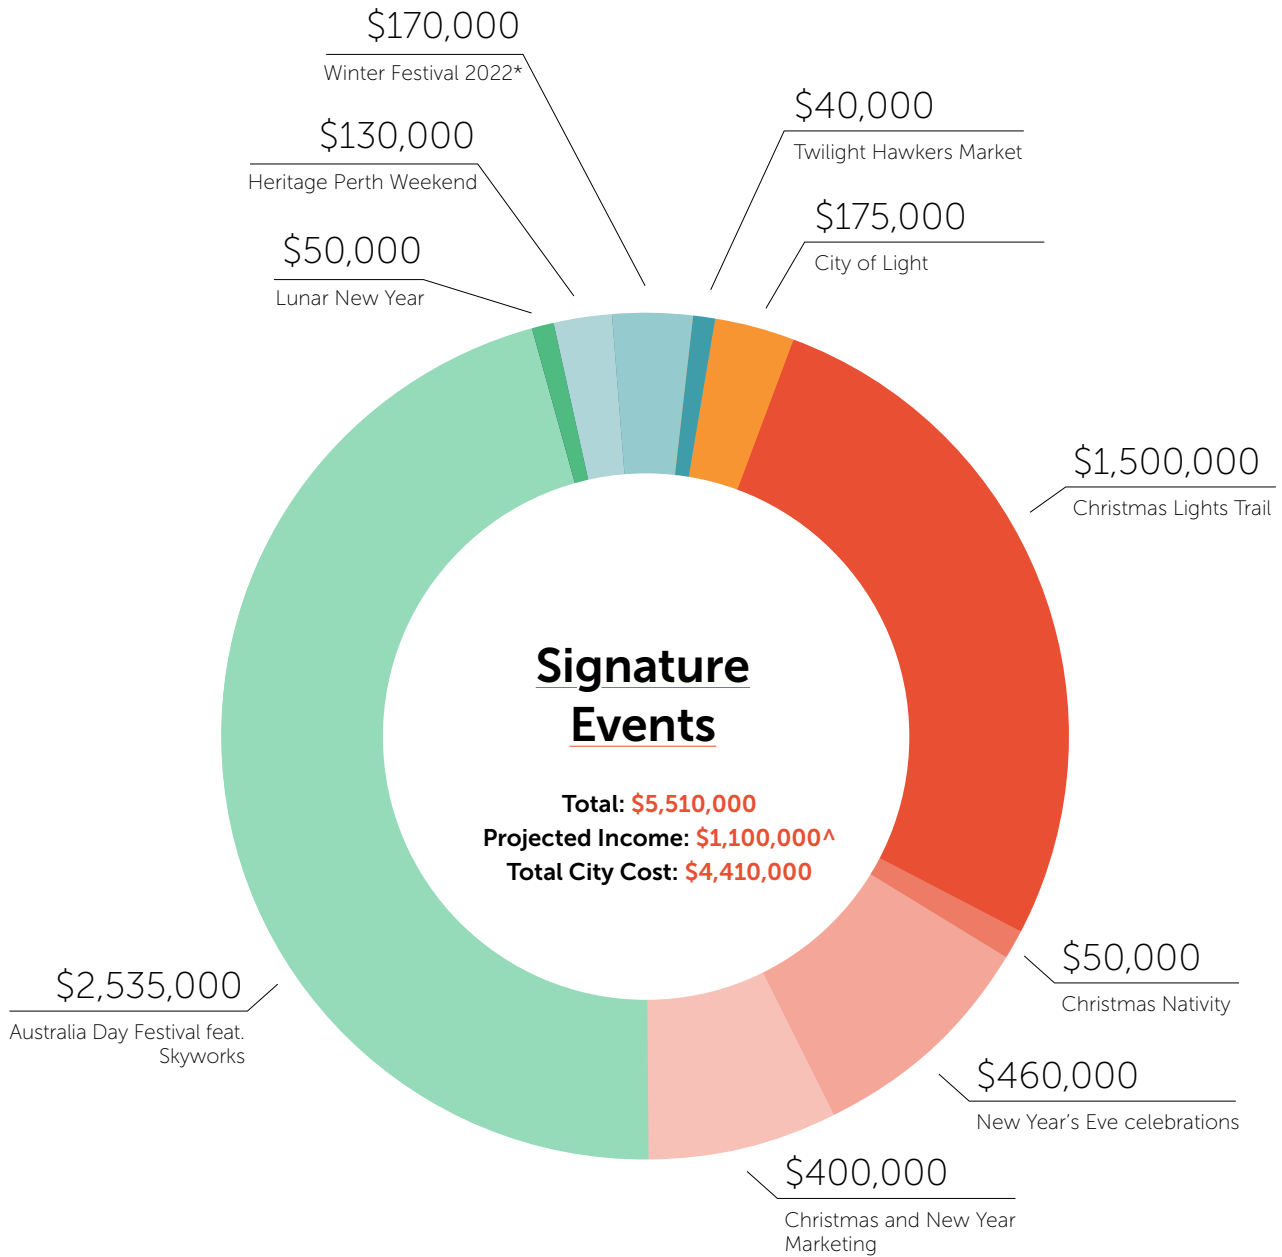 $170,000
Winter Festival 2022*
$130,000
Heritage Perth Weekend
$50,000
Lunar New Year
$40,000
Twilight Hawkers Market
$175,000
City of Light
$1,500,000
Christmas Lights Trail
Signature
Events
Total: $5,510,000
Projected Income: $1,100,000^
Total City Cost: $4,410,000
$50,000
Christmas Nativity
$460,000
New Year’s Eve celebrations
$400,000
Christmas and New Year
Marketing
$2,535,000
Australia Day Festival feat.
Skyworks